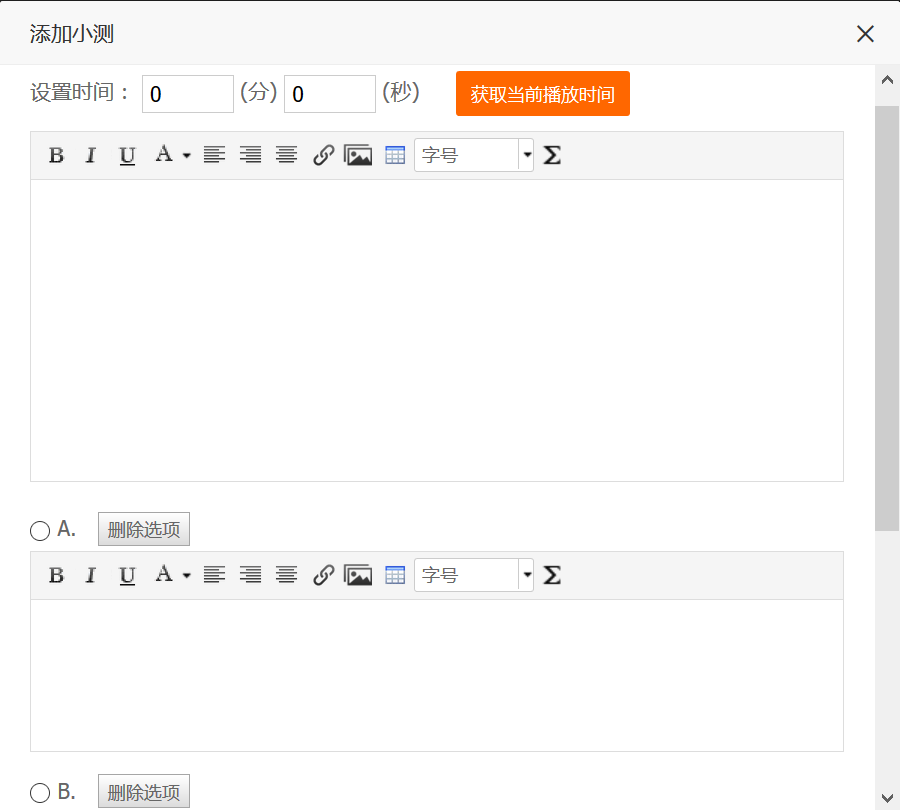 添加小测
设置时间： 0 (分) 0 (秒) 获取当前播放时间
B I U A 字号 Σ
A. 删除选项
B I U A 字号 Σ
B. 删除选项